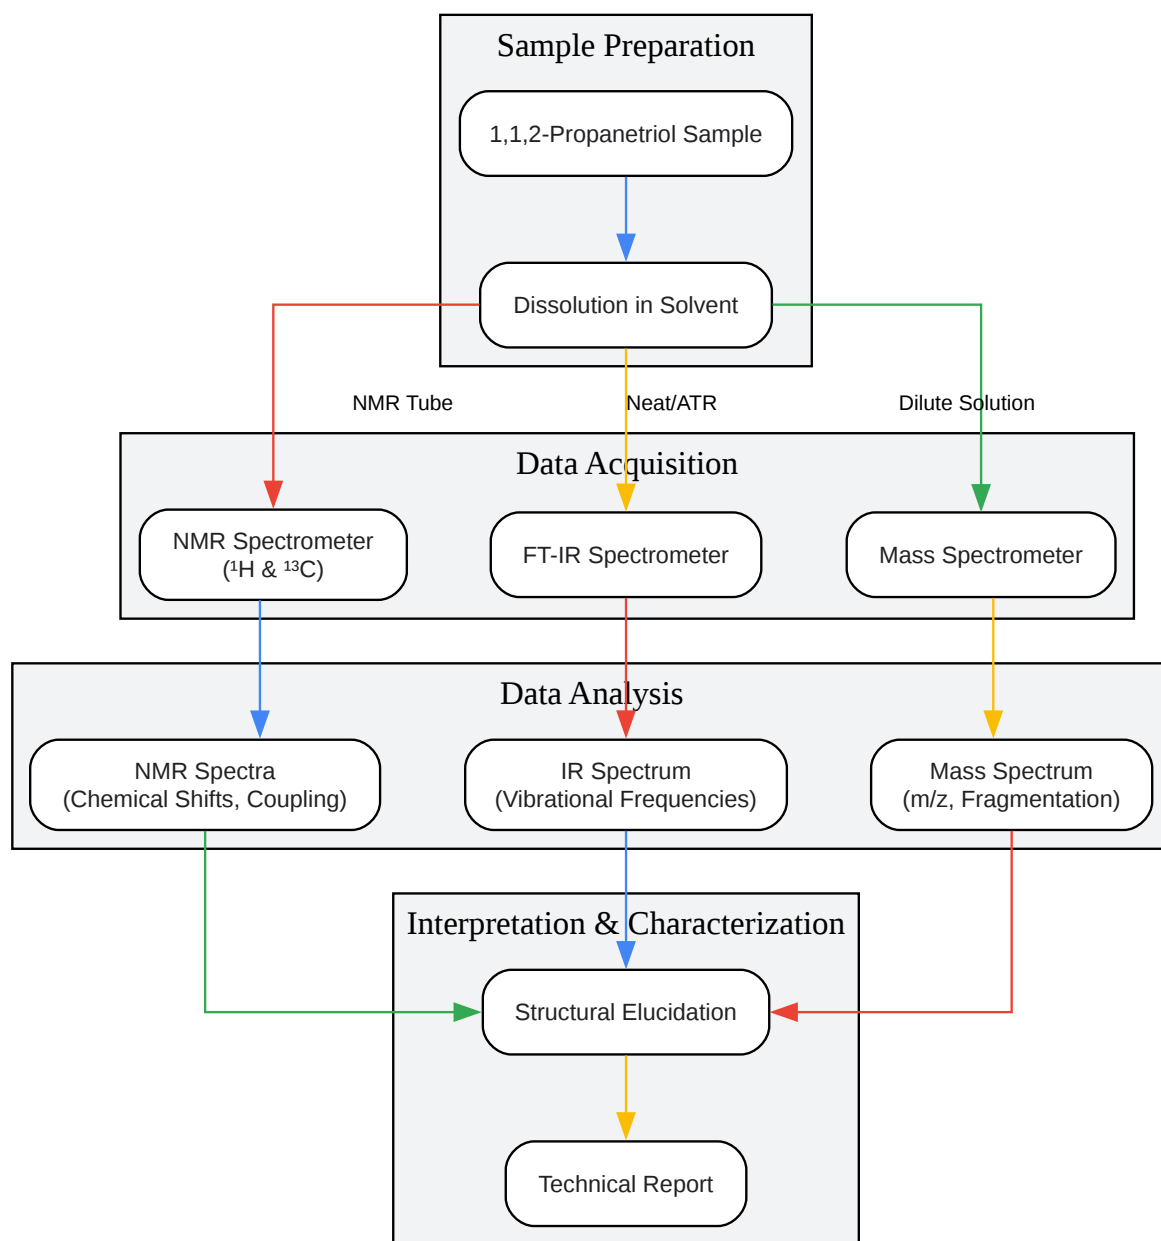 Sample Preparation
1,1,2-Propanetriol Sample
Dissolution in Solvent
NMR Tube
Neat/ATR
Dilute Solution
Data Acquisition
NMR Spectrometer
(¹H & ¹³C)
FT-IR Spectrometer
Mass Spectrometer
Data Analysis
NMR Spectra
(Chemical Shifts, Coupling)
IR Spectrum
(Vibrational Frequencies)
Mass Spectrum
(m/z, Fragmentation)
Interpretation & Characterization
Structural Elucidation
Technical Report